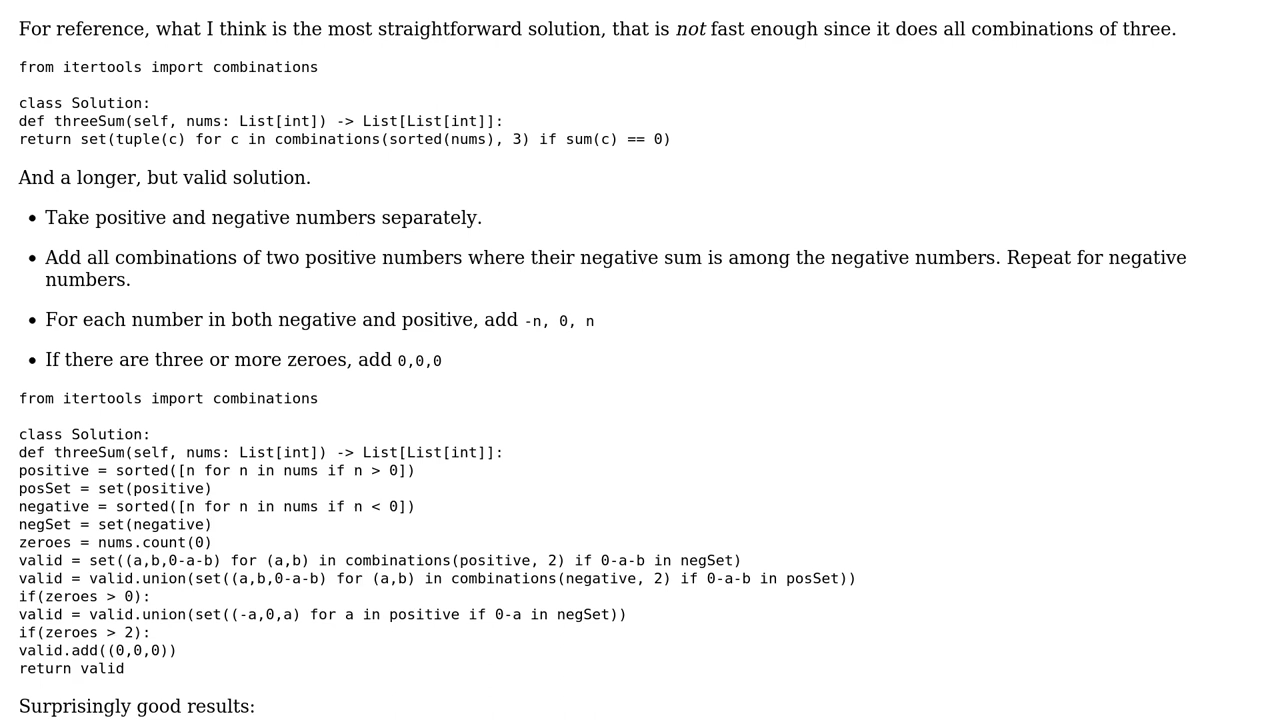 For reference, what I think is the most straightforward solution, that is not fast enough since it does all combinations of three.
from itertools import combinations
class Solution:
def threeSum(self, nums: List[int]) -> List[List[int]]:
return set(tuple(c) for c in combinations(sorted(nums), 3) if sum(c) == 0)
And a longer, but valid solution.
• Take positive and negative numbers separately.
• Add all combinations of two positive numbers where their negative sum is among the negative numbers. Repeat for negative
numbers.
• For each number in both negative and positive, add -n, 0, n
• If there are three or more zeroes, add 0,0,0
from itertools import combinations
class Solution:
def threeSum(self, nums: List[int]) -> List[List[int]]:
positive = sorted([n for n in nums if n > 0])
posSet = set(positive)
negative = sorted([n for n in nums if n < 0])
negSet = set(negative)
zeroes = nums.count(0)
valid = set((a,b,0-a-b) for (a,b) in combinations(positive, 2) if 0-a-b in negSet)
valid = valid.union(set((a,b,0-a-b) for (a,b) in combinations(negative, 2) if 0-a-b in posSet))
if(zeroes > 0):
valid = valid.union(set((-a,0,a) for a in positive if 0-a in negSet))
if(zeroes > 2):
valid.add((0,0,0))
return valid
Surprisingly good results: